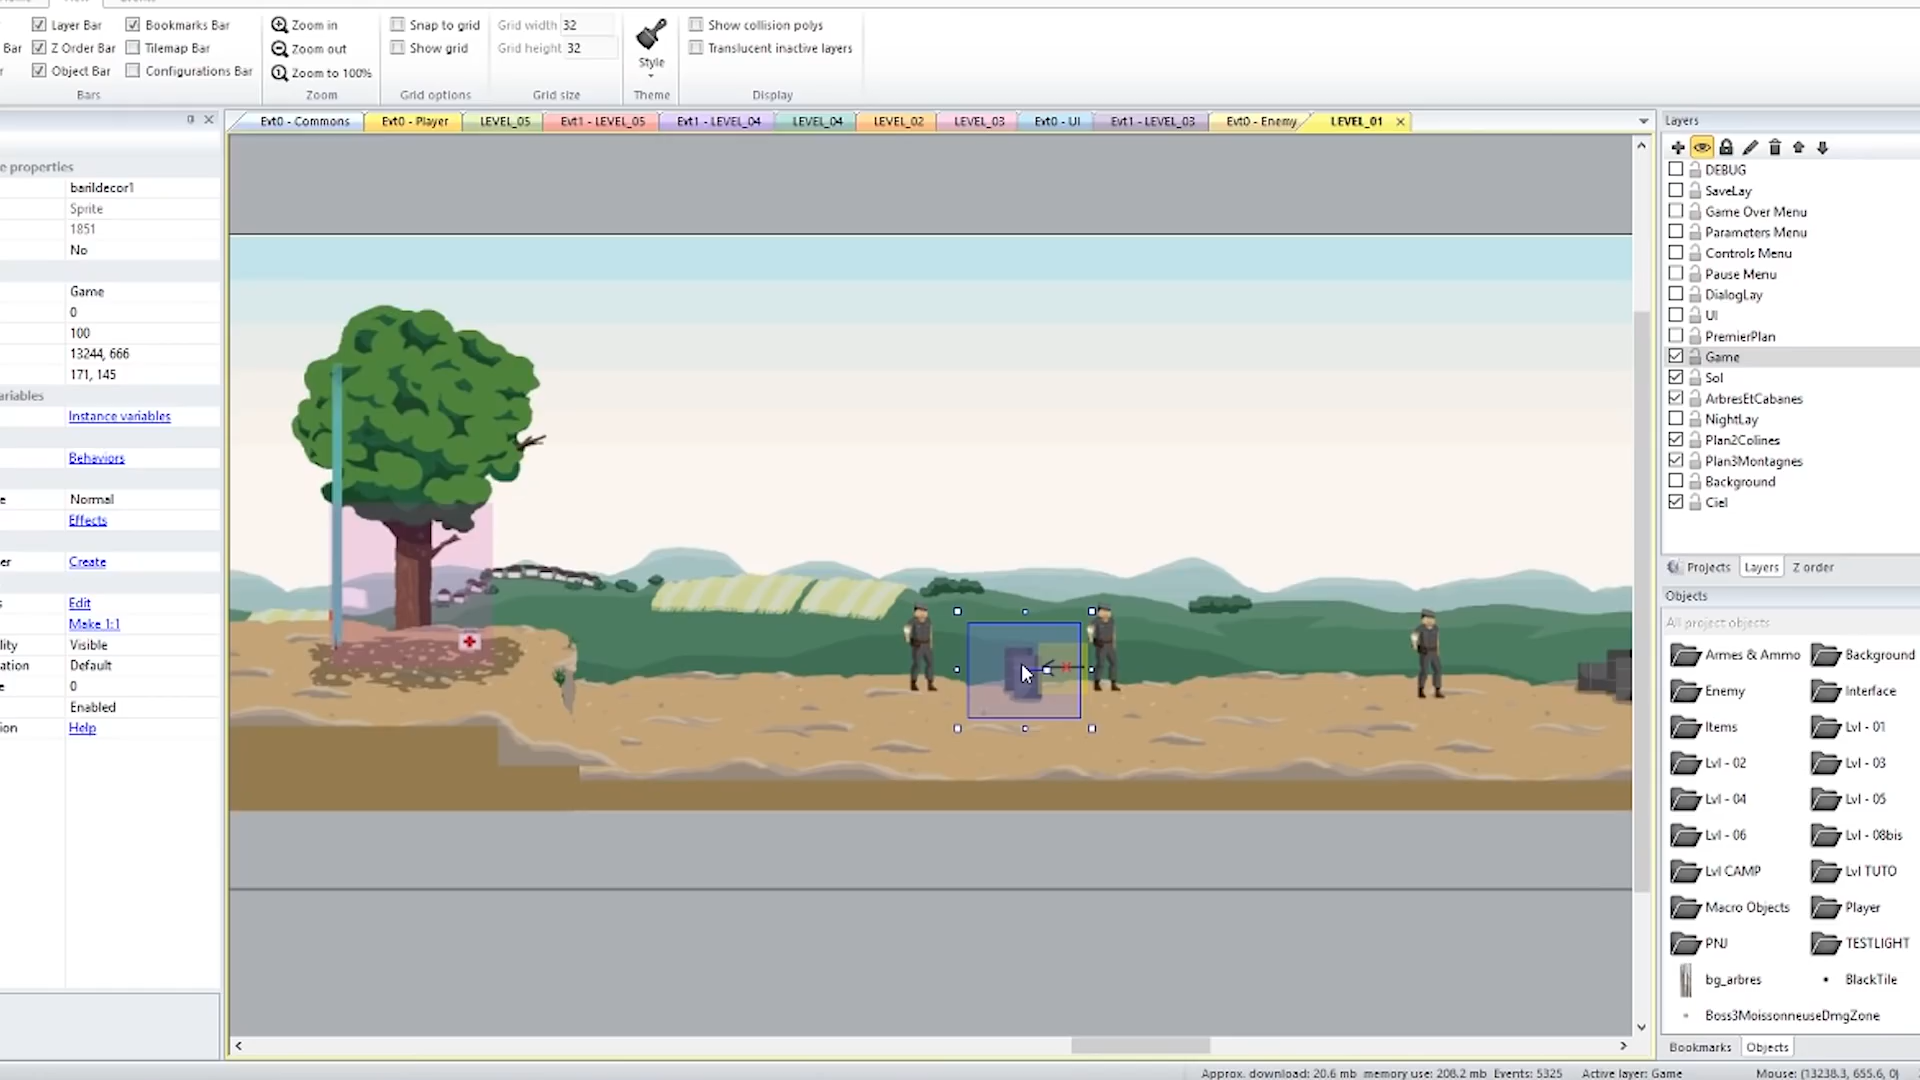 Layer Bar
Bookmarks Bar
Zoom in
Snap to grid
Grid width 32
Show collision polys
Bar
Z Order Bar
Tilemap Bar
Zoom out
Show grid
Grid height 32
Translucent inactive layers
Object Bar
Configurations Bar
Zoom to 100%
Style
Bars
Zoom
Grid options
Grid size
Theme
Display
Evt0 - Commons
Evt0 - Player
LEVEL_05
Evt1 - LEVEL_05
Evt1 - LEVEL_04
LEVEL_04
LEVEL_02
LEVEL_03
Evt0 - UI
Evt1 - LEVEL_03
Evt0 - Enemy
LEVEL_01
e properties
barildecor1
Sprite
1851
No
Game
0
100
13244, 666
171, 145
ariables
Instance variables
Behaviors
e Normal
Effects
er Create
s Edit
Make 1:1
lity Visible
ation Default
e 0
Enabled
ion Help
Layers
DEBUG
SaveLay
Game Over Menu
Parameters Menu
Controls Menu
Pause Menu
DialogLay
UI
PremierPlan
Game
Sol
ArbresEtCabanes
NightLay
Plan2Colines
Plan3Montagnes
Background
Ciel
Projects
Layers
Z order
Objects
All project objects
Armes & Ammo
Background
Enemy
Interface
Items
Lvl - 01
Lvl - 02
Lvl - 03
Lvl - 04
Lvl - 05
Lvl - 06
Lvl - 08bis
Lvl CAMP
Lvl TUTO
Macro Objects
Player
PNJ
TESTLIGHT
bg_arbres
BlackTile
Boss3MoissonneuseDmgZone
Bookmarks
Objects
Approx. download: 20.6 mb memory use: 208.2 mb Events: 5325 Active layer: Game Mouse: (13238.3, 655.6, 0)